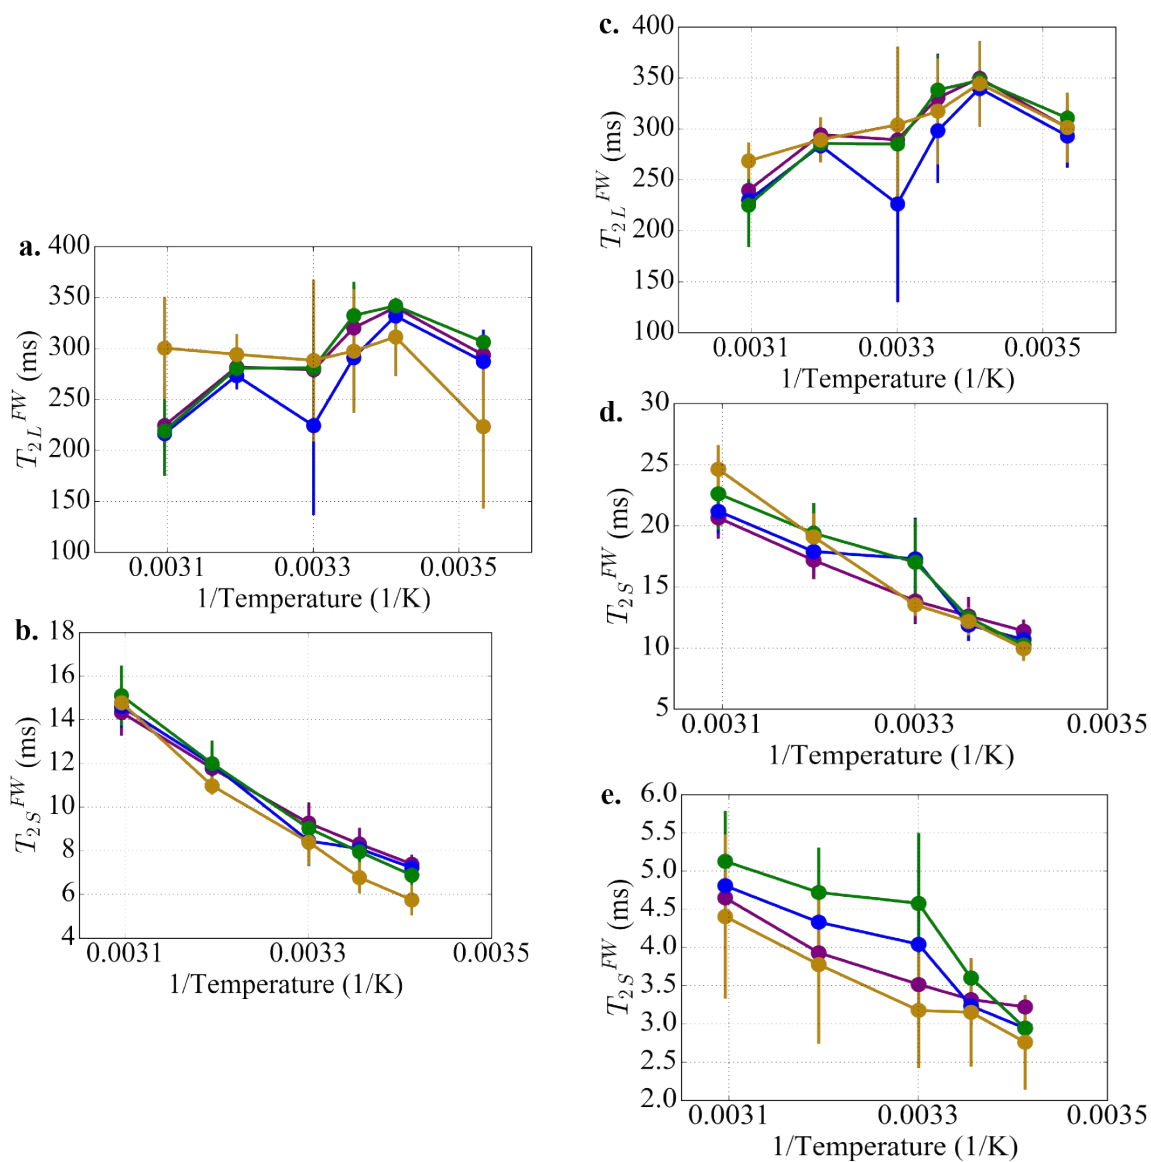 a.
400
350
300
250
200
150
100
T2L^FW (ms)
0.0031 0.0033 0.0035
1/Temperature (1/K)
b.
18
16
14
12
10
8
6
4
T2S^FW (ms)
0.0031 0.0033 0.0035
1/Temperature (1/K)
c.
400
350
300
250
200
150
100
T2L^FW (ms)
0.0031 0.0033 0.0035
1/Temperature (1/K)
d.
30
25
20
15
10
5
T2S^FW (ms)
0.0031 0.0033 0.0035
1/Temperature (1/K)
e.
6.0
5.5
5.0
4.5
4.0
3.5
3.0
2.5
2.0
T2S^FW (ms)
0.0031 0.0033 0.0035
1/Temperature (1/K)